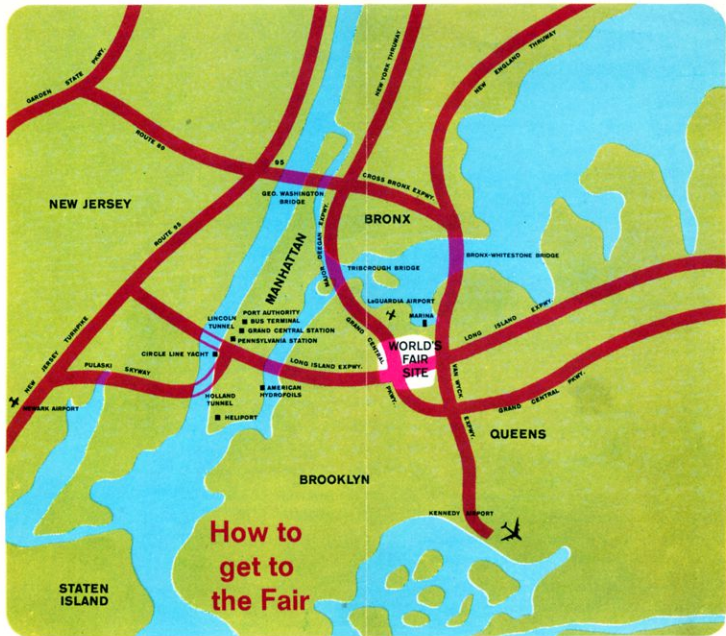 GARDEN STATE PKWY.
NEW YORK THRUWAY
NEW ENGLAND THRUWAY
ROUTE 80
95
CROSS BRONX EXPWY.
GEO. WASHINGTON
BRIDGE
NEW JERSEY
BRONX
ROUTE 95
MANHATTAN
MAJOR DEEGAN EXPWY.
BRONX-WHITESTONE BRIDGE
TRIBOROUGH BRIDGE
LaGUARDIA AIRPORT
MARINA
PORT AUTHORITY
BUS TERMINAL
LINCOLN
TUNNEL
GRAND CENTRAL STATION
PENNSYLVANIA STATION
GRAND CENTRAL PKWY.
LONG ISLAND EXPWY.
WORLD'S
FAIR
SITE
NEW JERSEY TURNPIKE
CIRCLE LINE YACHT
PULASKI SKYWAY
LONG ISLAND EXPWY.
VAN WYCK EXPWY.
GRAND CENTRAL PKWY.
AMERICAN
HYDROFOILS
HOLLAND
TUNNEL
NEWARK AIRPORT
HELIPORT
QUEENS
BROOKLYN
KENNEDY AIRPORT
How to
get to
the Fair
STATEN
ISLAND